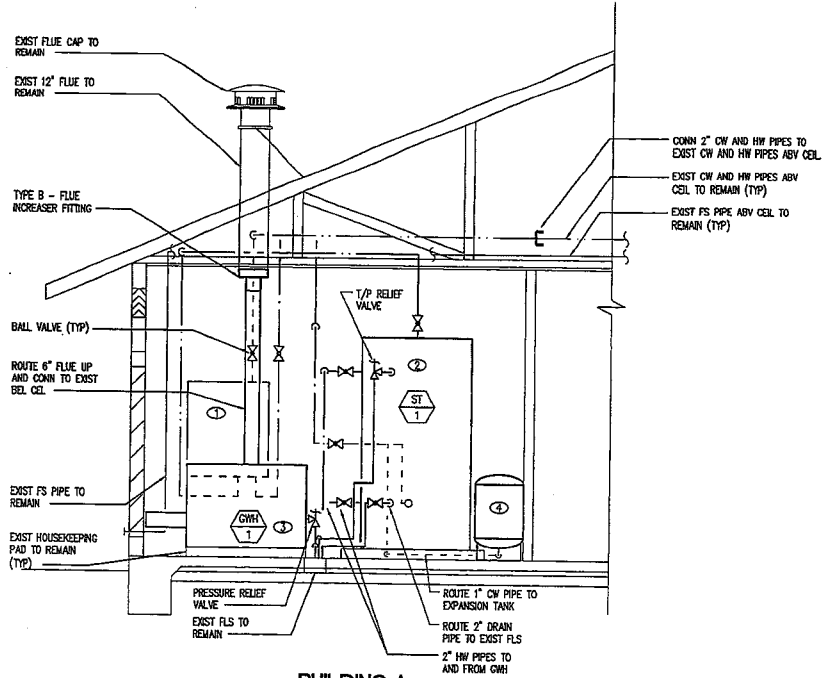 EXIST FLUE CAP TO
REMAIN
EXIST 12" FLUE TO
REMAIN
TYPE B - FLUE
INCREASER FITTING
BALL VALVE (TYP)
ROUTE 6" FLUE UP
AND CONN TO EXIST
BEL CEL
EXIST FS PIPE TO
REMAIN
EXIST HOUSEKEEPING
PAD TO REMAIN
(TYP)
CONN 2" CW AND HW PIPES TO
EXIST CW AND HW PIPES ABV CEIL
EXIST CW AND HW PIPES ABV
CEIL TO REMAIN (TYP)
EXIST FS PIPE ABV CEIL TO
REMAIN (TYP)
T/P RELIEF
VALVE
1
2
ST
1
GWH
1
3
4
PRESSURE RELIEF
VALVE
EXIST FLS TO
REMAIN
ROUTE 1" CW PIPE TO
EXPANSION TANK
ROUTE 2" DRAIN
PIPE TO EXIST FLS
2" HW PIPES TO
AND FROM GWH
BUILDING A